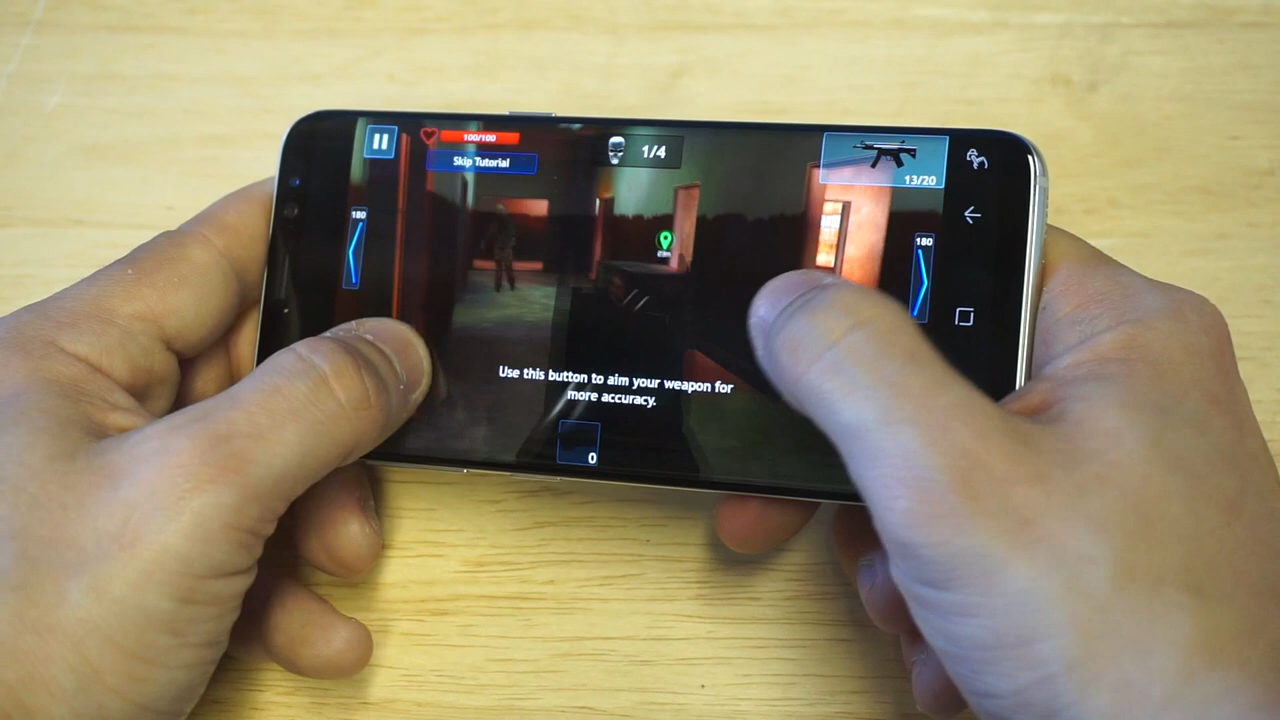 100/100
Skip Tutorial
1/4
13/20
180
180
23m
Use this button to aim your weapon for
more accuracy.
0